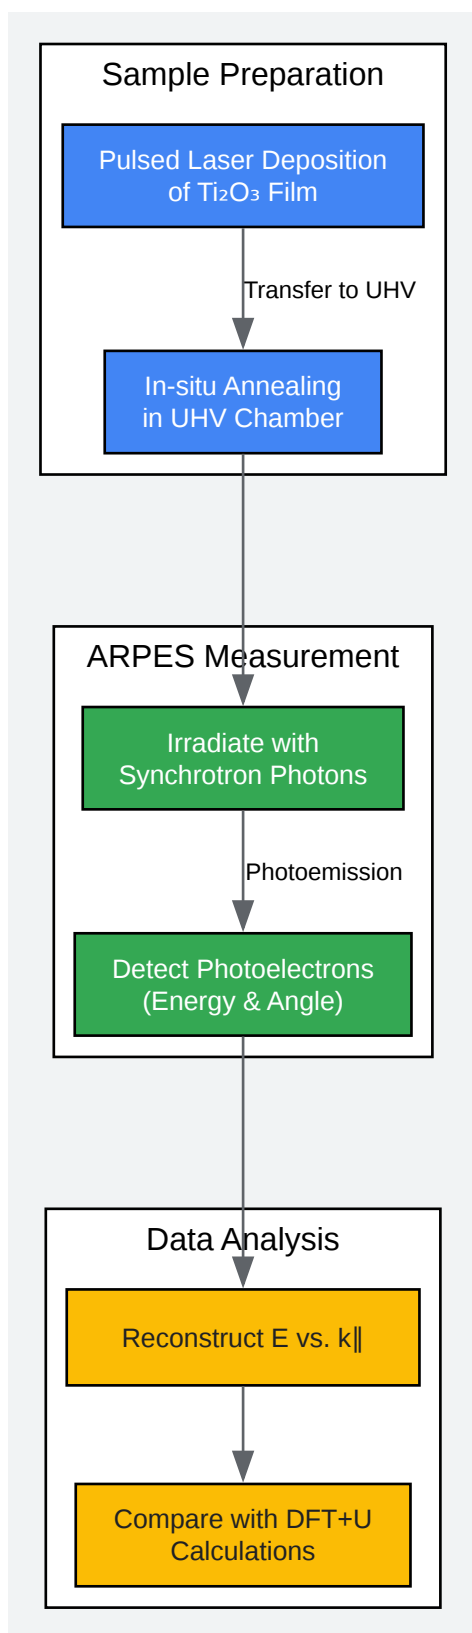 Sample Preparation
Pulsed Laser Deposition
of Ti₂O₃ Film
Transfer to UHV
In-situ Annealing
in UHV Chamber
ARPES Measurement
Irradiate with
Synchrotron Photons
Photoemission
Detect Photoelectrons
(Energy & Angle)
Data Analysis
Reconstruct E vs. k∥
Compare with DFT+U
Calculations